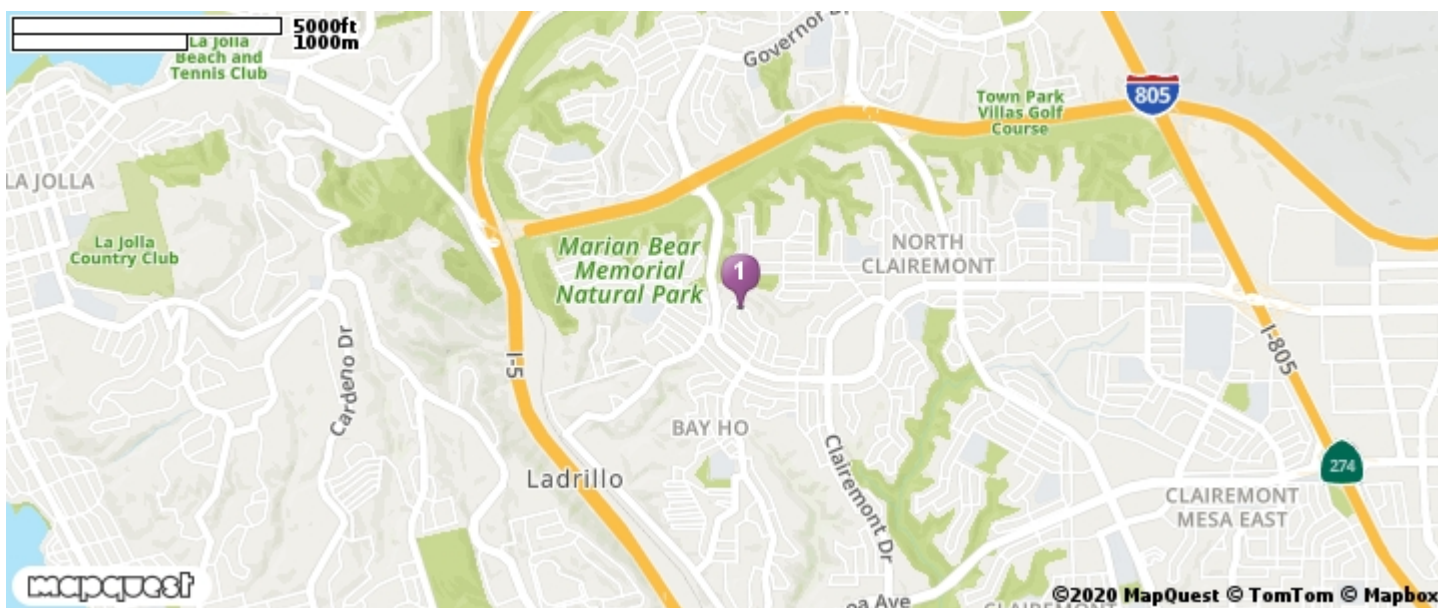 5000ft
1000m
La Jolla
Beach and
Tennis Club
Governor
Town Park
Villas Golf
Course
805
LA JOLLA
La Jolla
Country Club
Marian Bear
Memorial
Natural Park
1
NORTH
CLAIREMONT
Cardeno Dr
I-5
I-805
BAY HO
Ladrillo
Clairemont Dr
274
CLAIREMONT
MESA EAST
mapquest
Ave
©2020 MapQuest © TomTom © Mapbox
CLAIREMONT